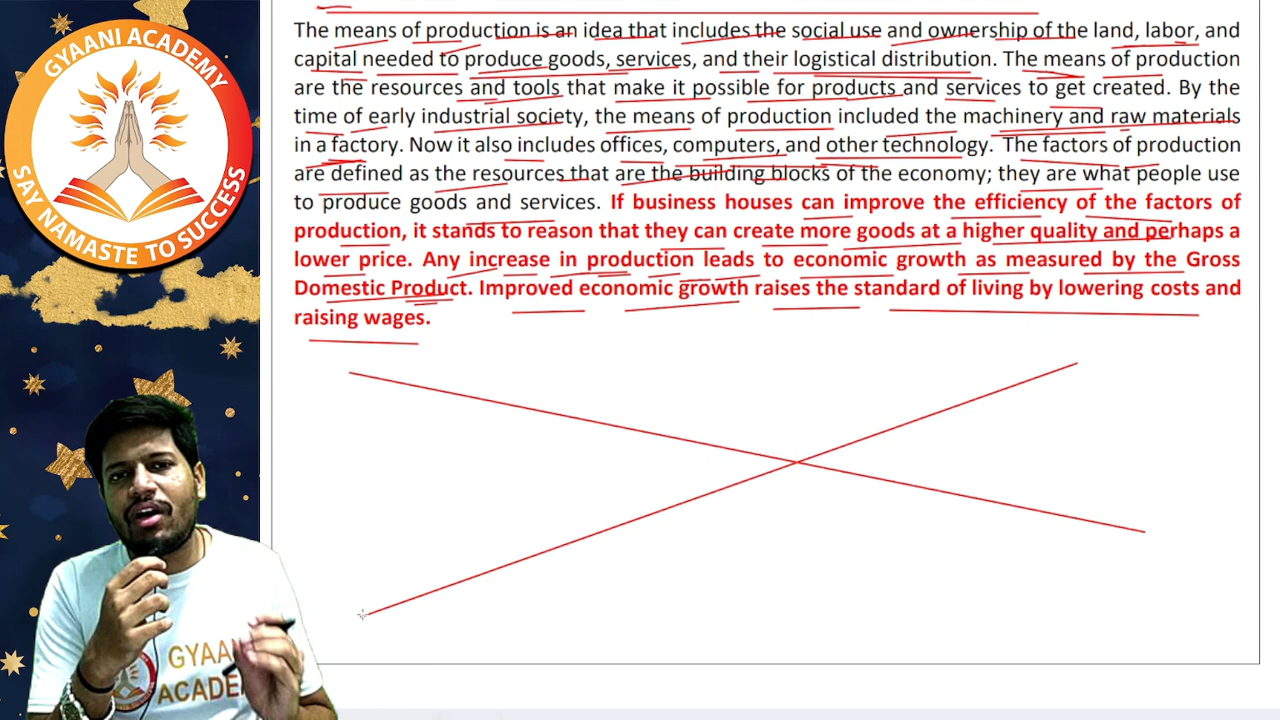 GYAANI ACADEMY
SAY NAMASTE TO SUCCESS
The means of production is an idea that includes the social use and ownership of the land, labor, and
capital needed to produce goods, services, and their logistical distribution. The means of production
are the resources and tools that make it possible for products and services to get created. By the
time of early industrial society, the means of production included the machinery and raw materials
in a factory. Now it also includes offices, computers, and other technology. The factors of production
are defined as the resources that are the building blocks of the economy; they are what people use
to produce goods and services. If business houses can improve the efficiency of the factors of
production, it stands to reason that they can create more goods at a higher quality and perhaps a
lower price. Any increase in production leads to economic growth as measured by the Gross
Domestic Product. Improved economic growth raises the standard of living by lowering costs and
raising wages.
GYAA
ACADE